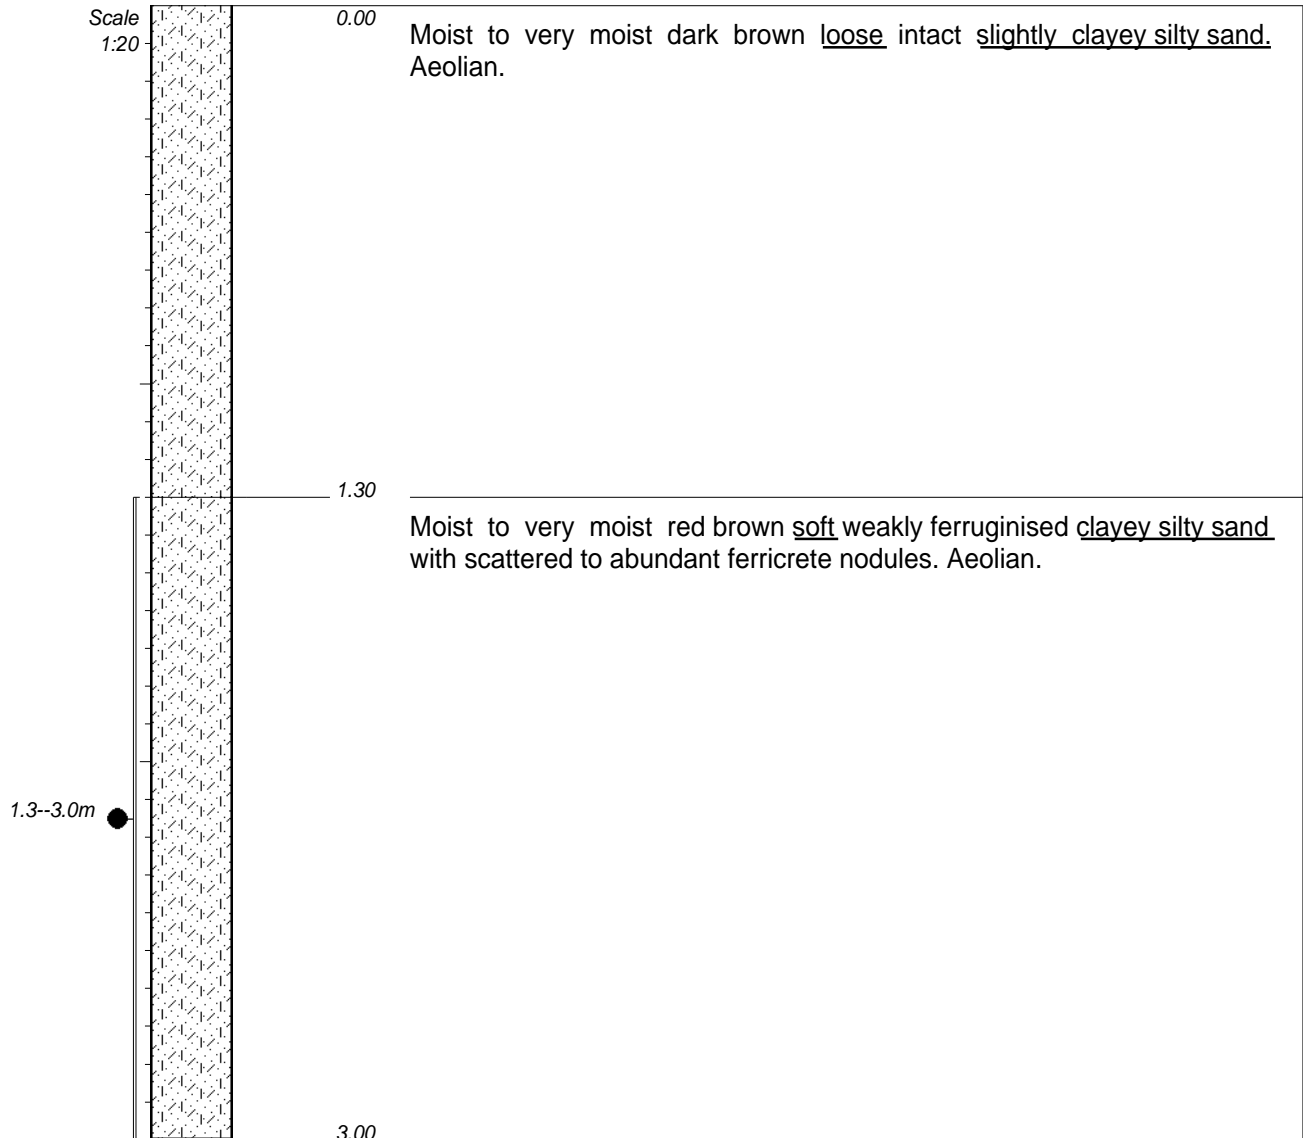 Scale
1:20
0.00
Moist to very moist dark brown loose intact slightly clayey silty sand.
Aeolian.
1.30
Moist to very moist red brown soft weakly ferruginised clayey silty sand
with scattered to abundant ferricrete nodules. Aeolian.
1.3--3.0m
3.00